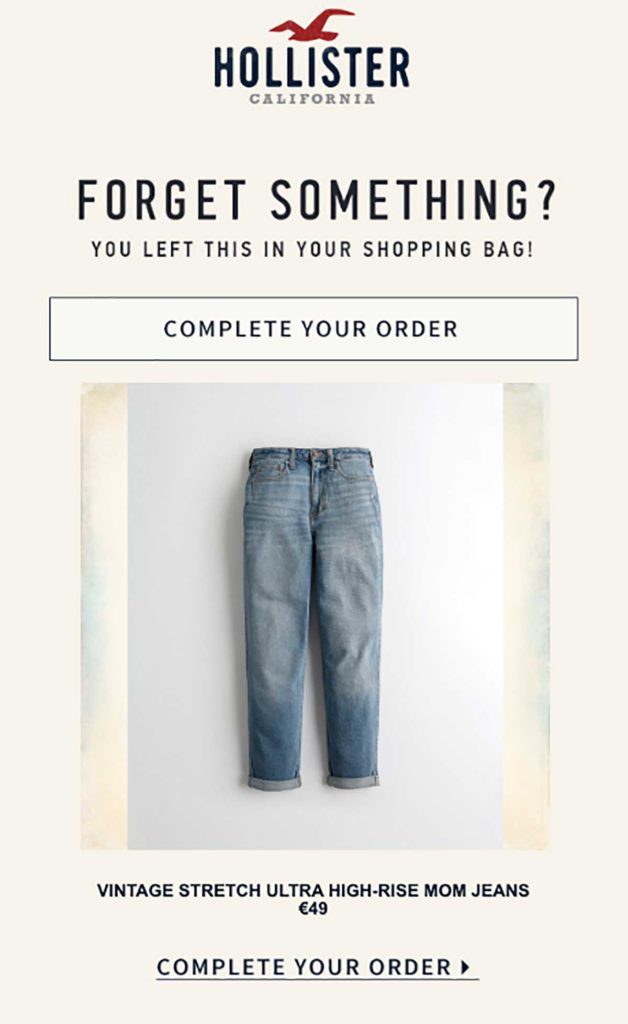 HOLLISTER
CALIFORNIA
FORGET SOMETHING?
YOU LEFT THIS IN YOUR SHOPPING BAG!
COMPLETE YOUR ORDER
VINTAGE STRETCH ULTRA HIGH-RISE MOM JEANS
€49
COMPLETE YOUR ORDER